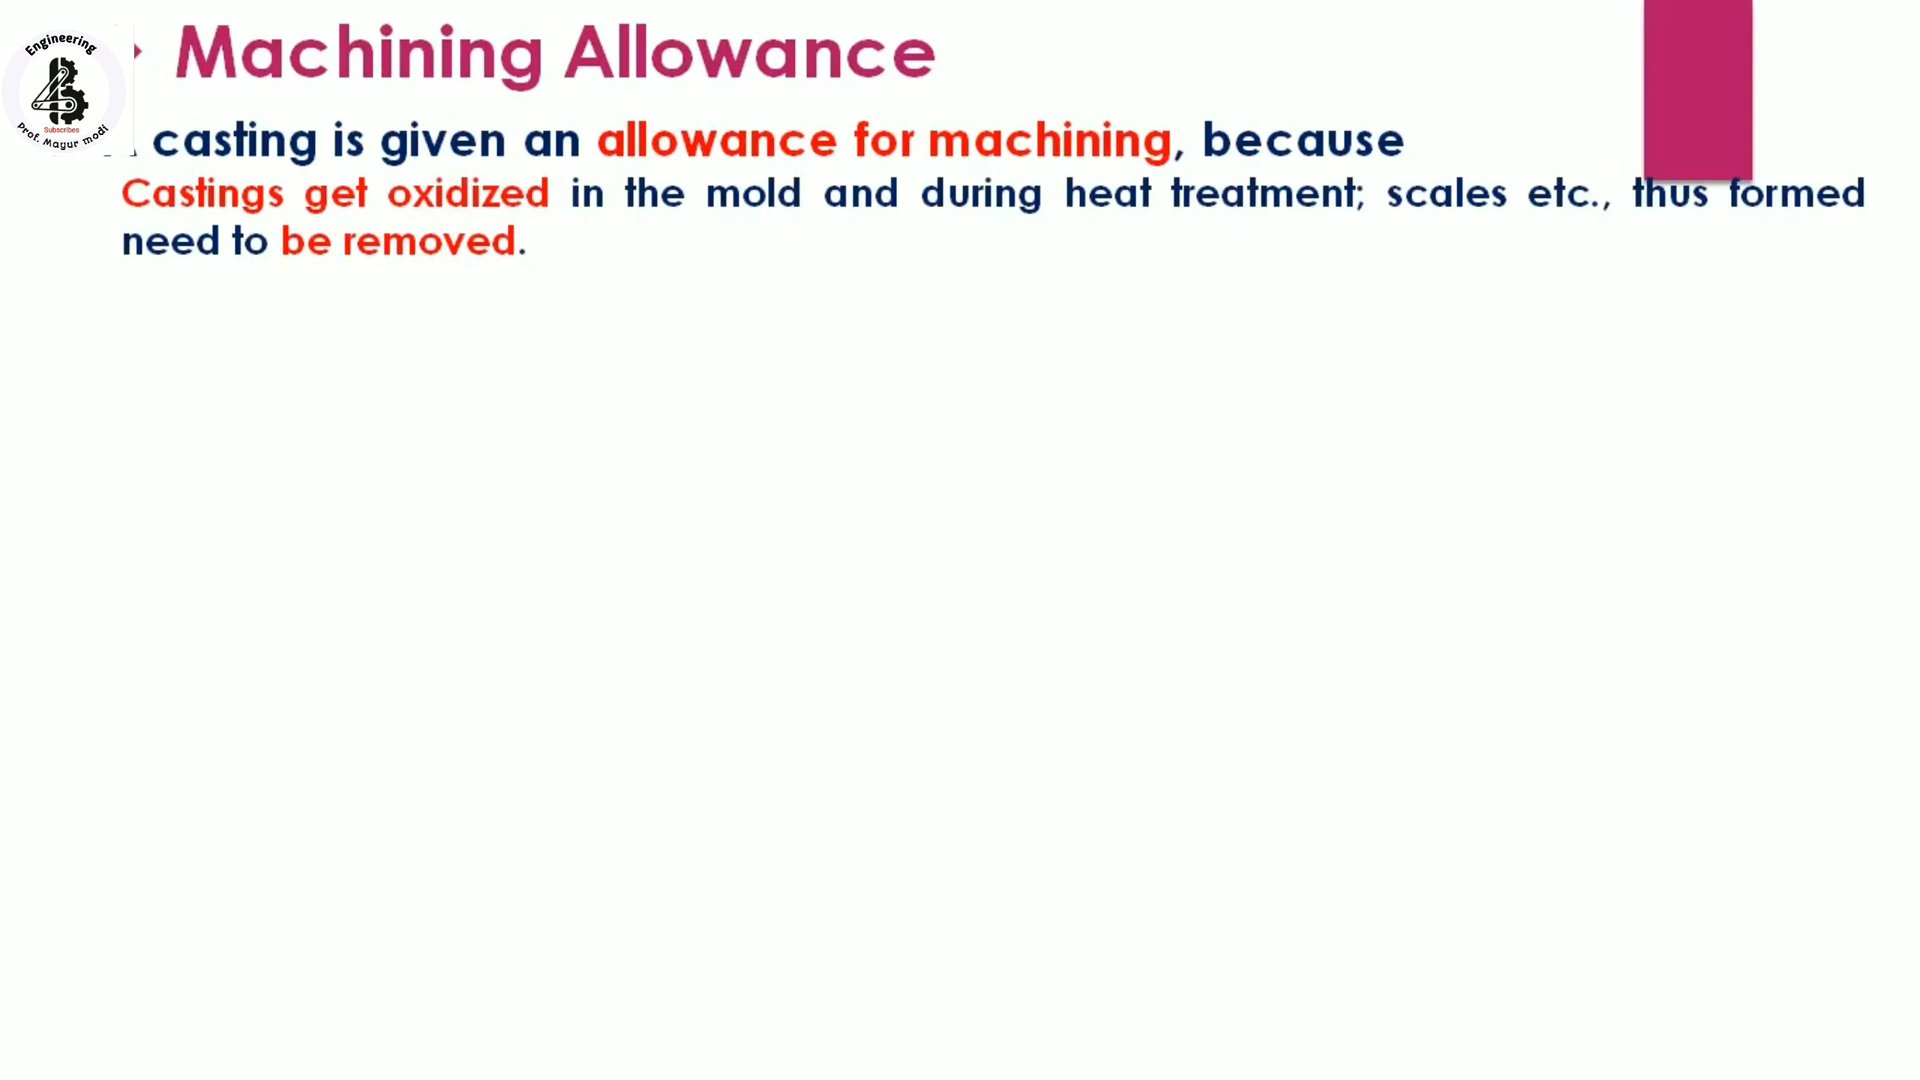 Engineering
Subscribes
Prof. Mayur modi
Machining Allowance
casting is given an allowance for machining, because
Castings get oxidized in the mold and during heat treatment; scales etc., thus formed
need to be removed.